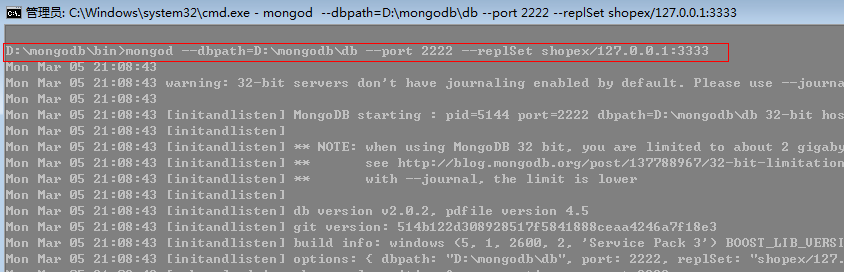 管理员: C:\Windows\system32\cmd.exe - mongod  --dbpath=D:\mongodb\db --port 2222 --replSet shopex/127.0.0.1:3333
D:\mongodb\bin>mongod --dbpath=D:\mongodb\db --port 2222 --replSet shopex/127.0.0.1:3333
Mon Mar 05 21:08:43
Mon Mar 05 21:08:43 warning: 32-bit servers don't have journaling enabled by default. Please use --journa
Mon Mar 05 21:08:43
Mon Mar 05 21:08:43 [initandlisten] MongoDB starting : pid=5144 port=2222 dbpath=D:\mongodb\db 32-bit hos
Mon Mar 05 21:08:43 [initandlisten]
Mon Mar 05 21:08:43 [initandlisten] ** NOTE: when using MongoDB 32 bit, you are limited to about 2 gigaby
Mon Mar 05 21:08:43 [initandlisten] **       see http://blog.mongodb.org/post/137788967/32-bit-limitation
Mon Mar 05 21:08:43 [initandlisten] **       with --journal, the limit is lower
Mon Mar 05 21:08:43 [initandlisten]
Mon Mar 05 21:08:43 [initandlisten] db version v2.0.2, pdfile version 4.5
Mon Mar 05 21:08:43 [initandlisten] git version: 514b122d308928517f5841888ceaa4246a7f18e3
Mon Mar 05 21:08:43 [initandlisten] build info: windows (5, 1, 2600, 2, 'Service Pack 3') BOOST_LIB_VERSI
Mon Mar 05 21:08:43 [initandlisten] options: { dbpath: "D:\mongodb\db", port: 2222, replSet: "shopex/127.